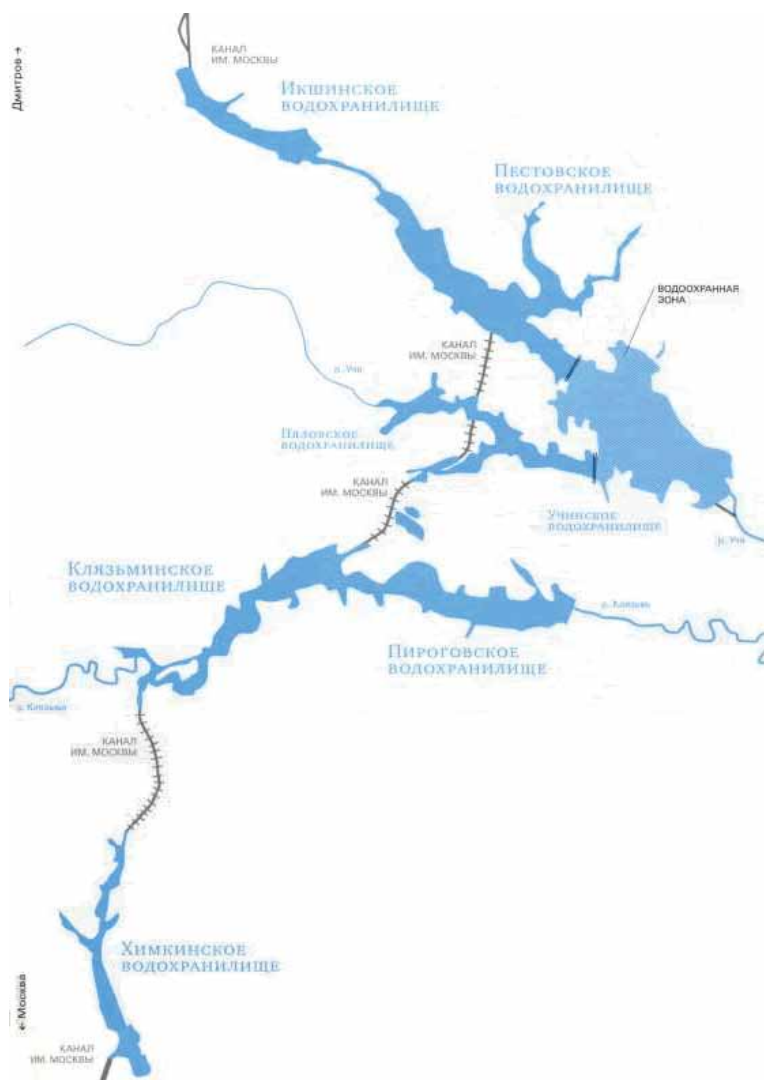 КАНАЛ
ИМ. МОСКВЫ
Дмитров →
Икшинское
водохранилище
Пестовское
водохранилище
ВОДООХРАННАЯ
ЗОНА
КАНАЛ
ИМ. МОСКВЫ
р. Уча
Пяловское
водохранилище
КАНАЛ
ИМ. МОСКВЫ
Учинское
водохранилище
р. Уча
Клязьминское
водохранилище
р. Клязьма
Пироговское
водохранилище
р. Клязьма
КАНАЛ
ИМ. МОСКВЫ
Химкинское
водохранилище
← Москва
КАНАЛ
ИМ. МОСКВЫ